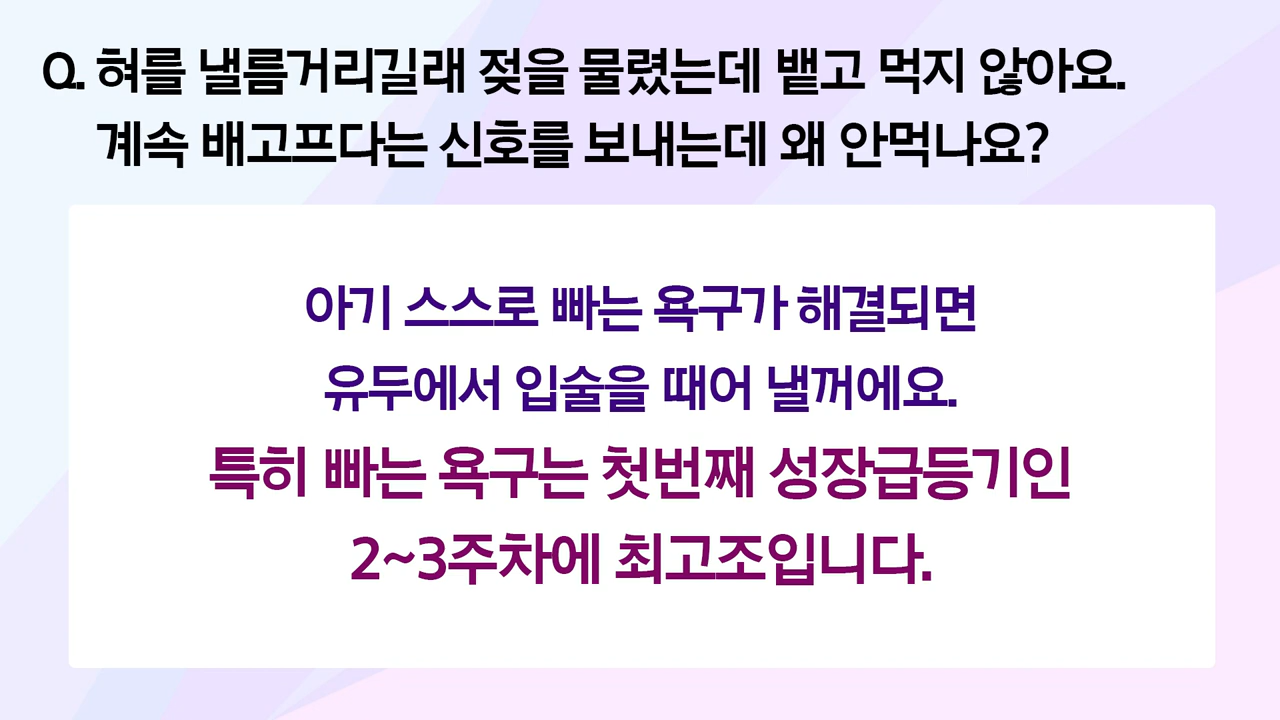 Q. 혀를 낼름거리길래 젖을 물렸는데 뱉고 먹지 않아요.
계속 배고프다는 신호를 보내는데 왜 안먹나요?
아기 스스로 빠는 욕구가 해결되면
유두에서 입술을 때어 낼꺼에요.
특히 빠는 욕구는 첫번째 성장급등기인
2~3주차에 최고조입니다.